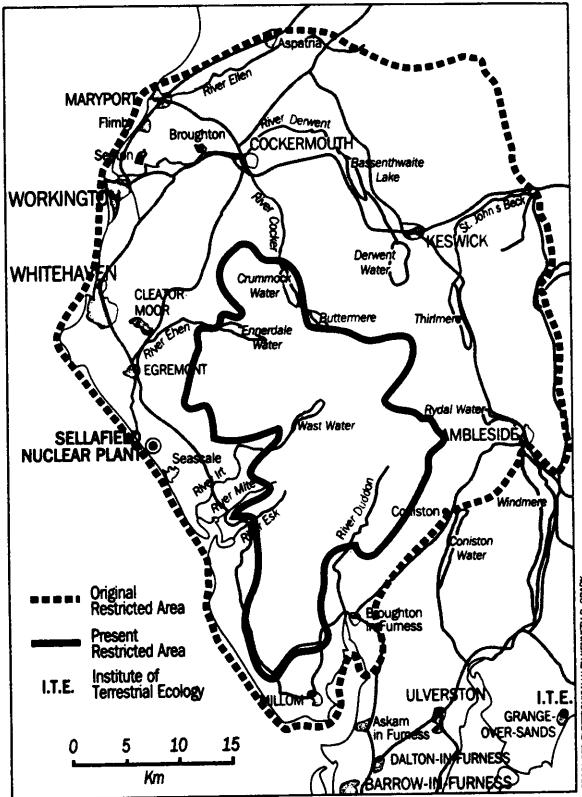 Aspatria
River Ellen
MARYPORT
Flimby
River Derwent
Broughton
COCKERMOUTH
Seaton
Bassenthwaite
Lake
WORKINGTON
River Cocker
St. John's Beck
KESWICK
Derwent
Water
WHITEHAVEN
Crummock
Water
CLEATOR
MOOR
Buttermere
Thirlmere
River Ehen
Ennerdale
Water
EGREMONT
Rydal Water
Wast Water
AMBLESIDE
SELLAFIELD
NUCLEAR PLANT
Seascale
River Irt
River Mite
River Esk
River Duddon
Coniston
Windmere
Coniston
Water
Original
Restricted Area
Present
Restricted Area
Broughton
in Furness
I.T.E. Institute of
Terrestrial Ecology
MILLOM
ULVERSTON
I.T.E.
GRANGE-
OVER-SANDS
Askam
in Furness
0 5 10 15
Km
DALTON-IN-FURNESS
BARROW-IN-FURNESS